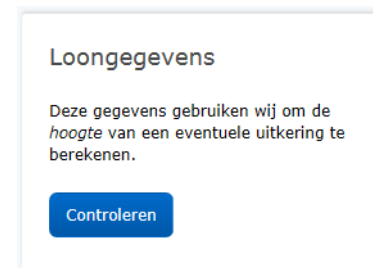 Loongegevens
Deze gegevens gebruiken wij om de
hoogte van een eventuele uitkering te
berekenen.
Controleren